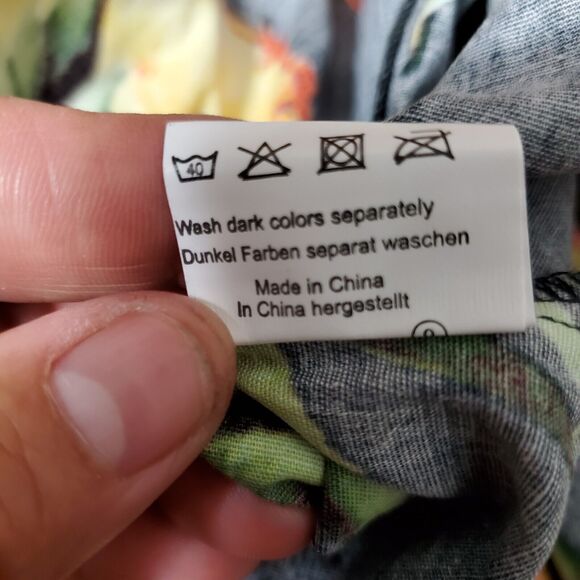 40
Wash dark colors separately
Dunkel Farben separat waschen
Made in China
In China hergestellt